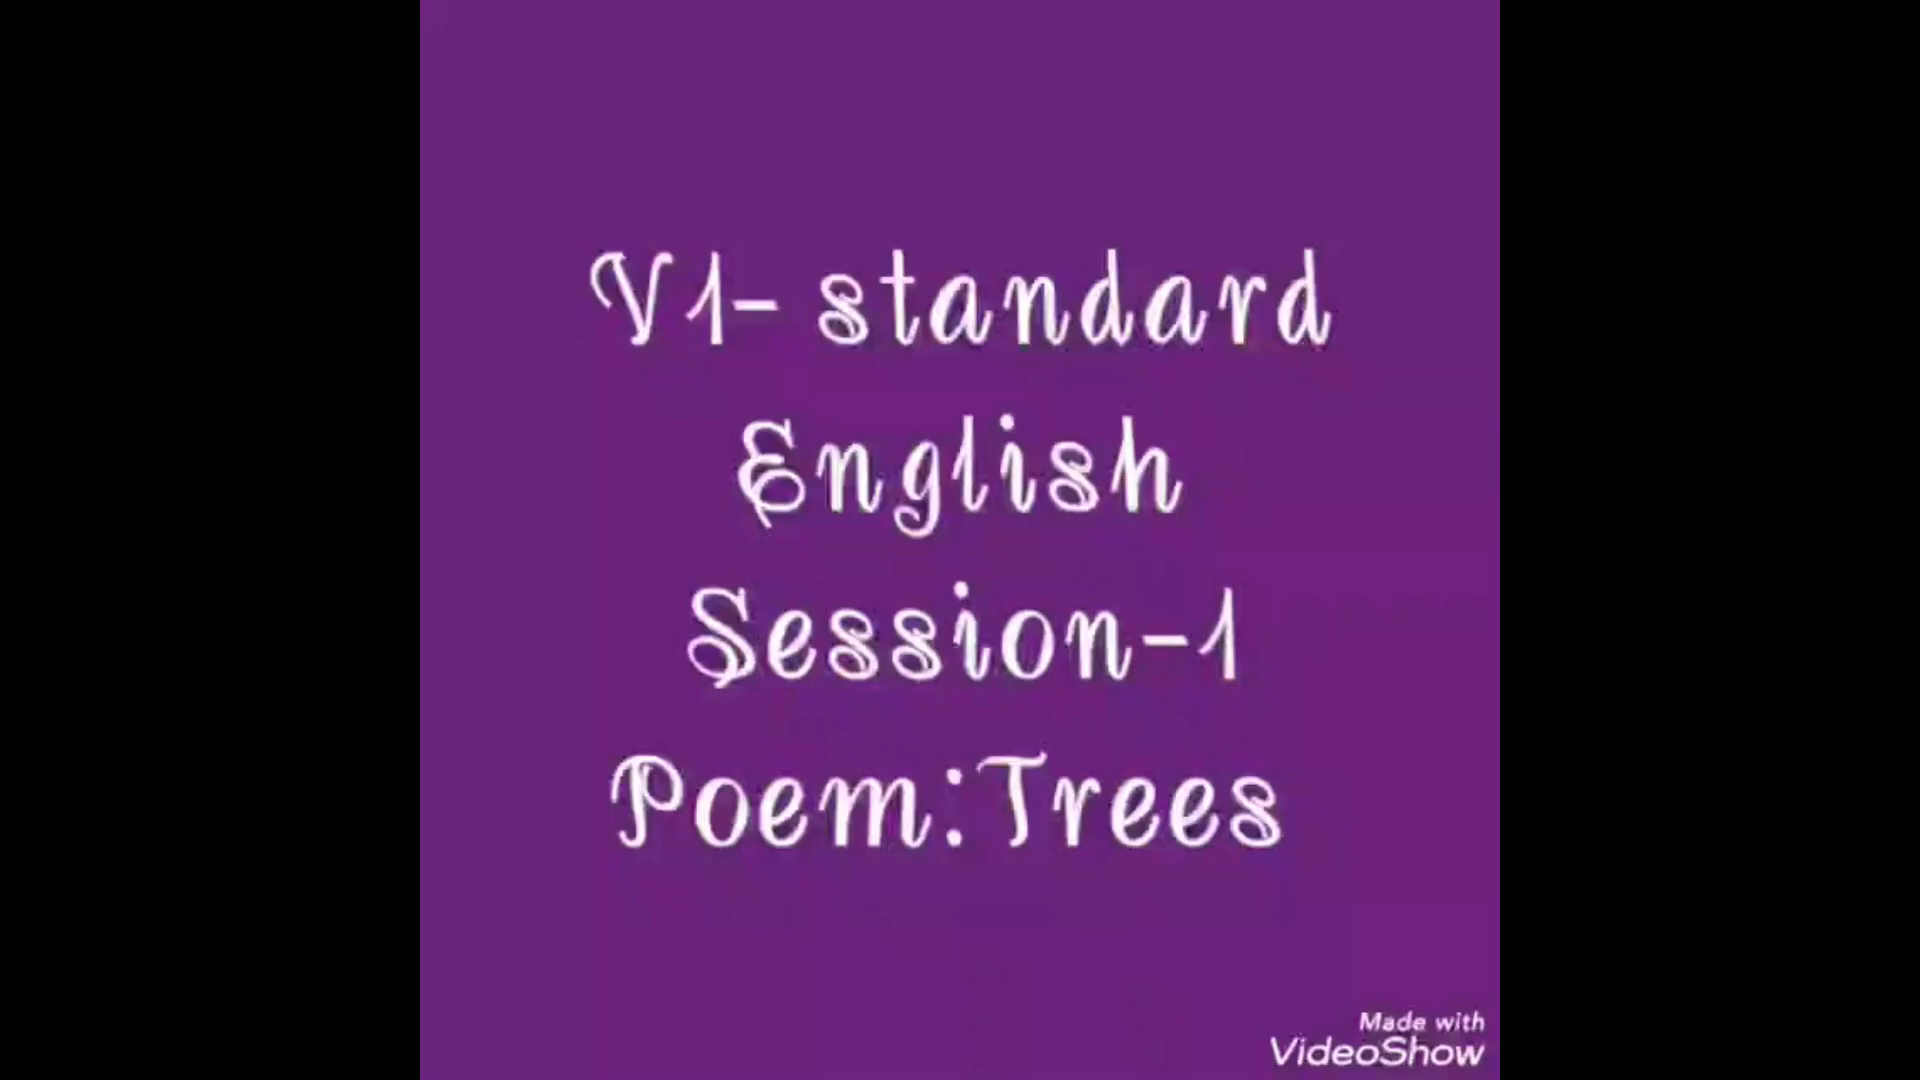 V1- standard
English
Session-1
Poem:Trees
Made with
VideoShow